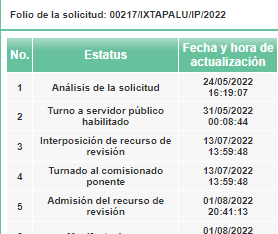 Folio de la solicitud: 00217/IXTAPALU/IP/2022
No. Estatus Fecha y hora de
actualización
1 Análisis de la solicitud 24/05/2022
16:19:07
2 Turno a servidor público
habilitado 31/05/2022
00:08:44
3 Interposición de recurso de
revisión 13/07/2022
13:59:48
4 Turnado al comisionado
ponente 13/07/2022
13:59:48
5 Admisión del recurso de
revisión 01/08/2022
20:41:13
01/08/2022